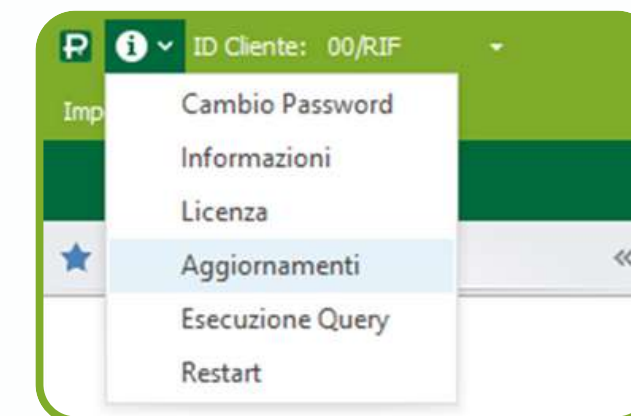 ID Cliente: 00/RIF
Imp
Cambio Password
Informazioni
Licenza
Aggiornamenti
Esecuzione Query
Restart